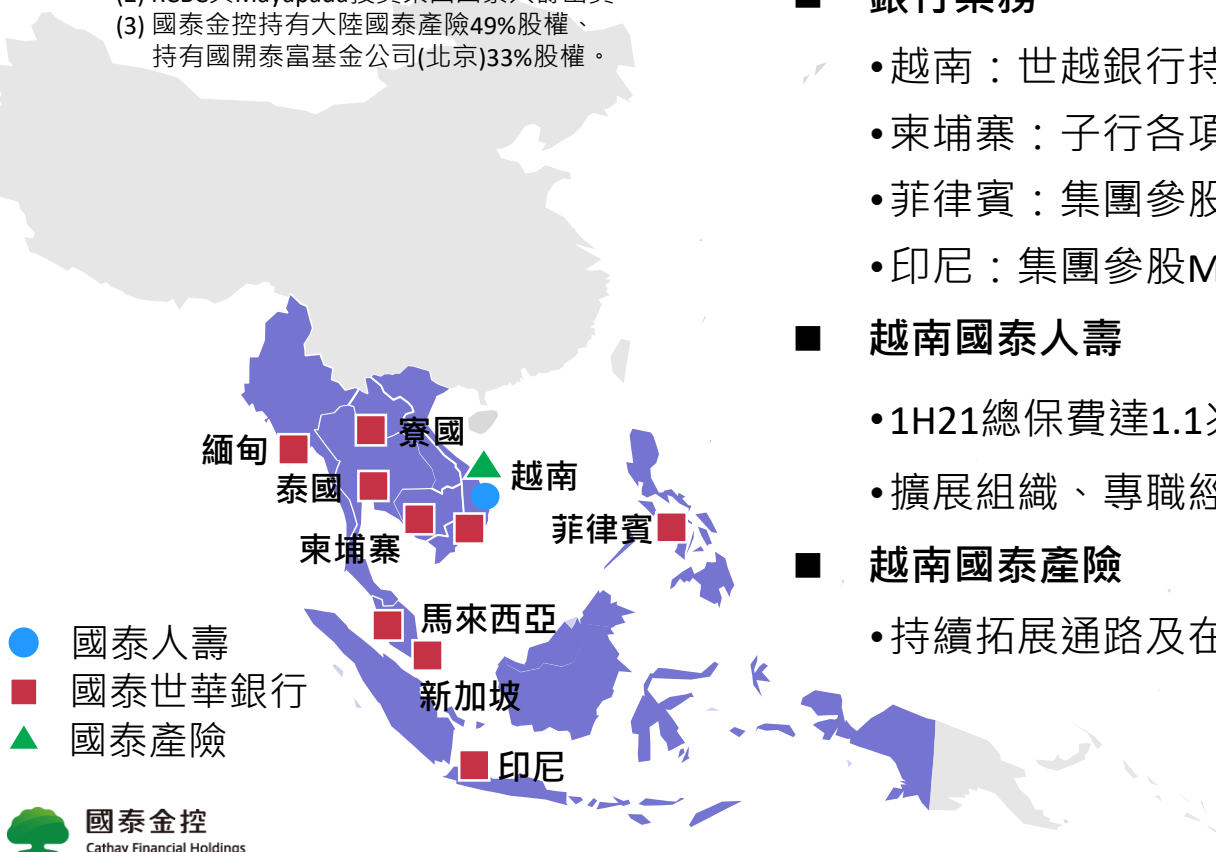 (3) 國泰金控持有大陸國泰產險49%股權、
持有國開泰富基金公司(北京)33%股權。
緬甸
寮國
泰國
越南
柬埔寨
菲律賓
馬來西亞
新加坡
印尼
國泰人壽
國泰世華銀行
國泰產險
國泰金控
Cathay Financial Holdings
■ 銀行業務
•越南：世越銀行持
•柬埔寨：子行各項
•菲律賓：集團參股
•印尼：集團參股M
■ 越南國泰人壽
•1H21總保費達1.1兆
•擴展組織、專職經
■ 越南國泰產險
•持續拓展通路及在